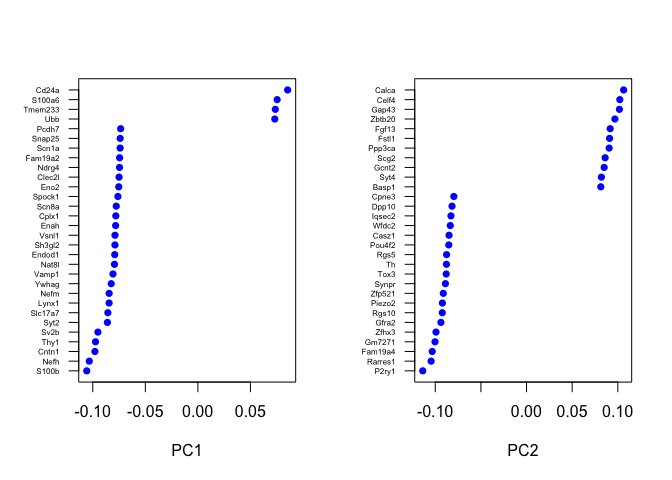 Cd24a
S100a6
Tmem233
Ubb
Pcdh7
Snap25
Scn1a
Fam19a2
Ndrg4
Clec2l
Eno2
Spock1
Scn8a
Cplx1
Enah
Vsnl1
Sh3gl2
Endod1
Nat8l
Vamp1
Ywhag
Nefm
Lynx1
Slc17a7
Syt2
Sv2b
Thy1
Cntn1
Nefh
S100b
-0.10 -0.05 0.00 0.05
PC1
Calca
Celf4
Gap43
Zbtb20
Fgf13
Fstl1
Ppp3ca
Scg2
Gcnt2
Syt4
Basp1
Cpne3
Dpp10
Iqsec2
Wfdc2
Casz1
Pou4f2
Rgs5
Th
Tox3
Synpr
Zfp521
Piezo2
Rgs10
Gfra2
Zfhx3
Gm7271
Fam19a4
Rarres1
P2ry1
-0.10 0.00 0.05 0.10
PC2